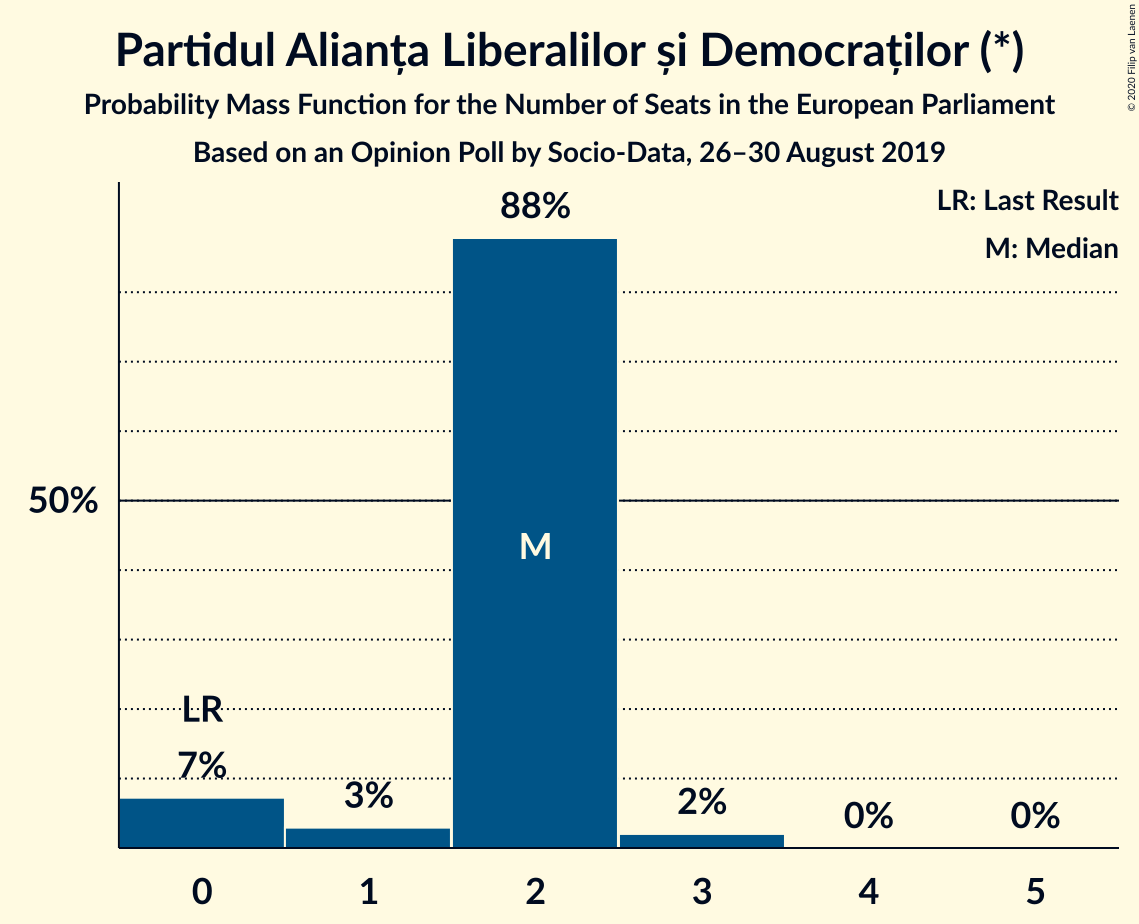 Partidul Alianța Liberalilor și Democraților (*)
Probability Mass Function for the Number of Seats in the European Parliament
Based on an Opinion Poll by Socio-Data, 26–30 August 2019
© 2020 Filip van Laenen
LR: Last Result
M: Median
88%
50%
M
LR
7%
3%
2%
0%
0%
0 1 2 3 4 5